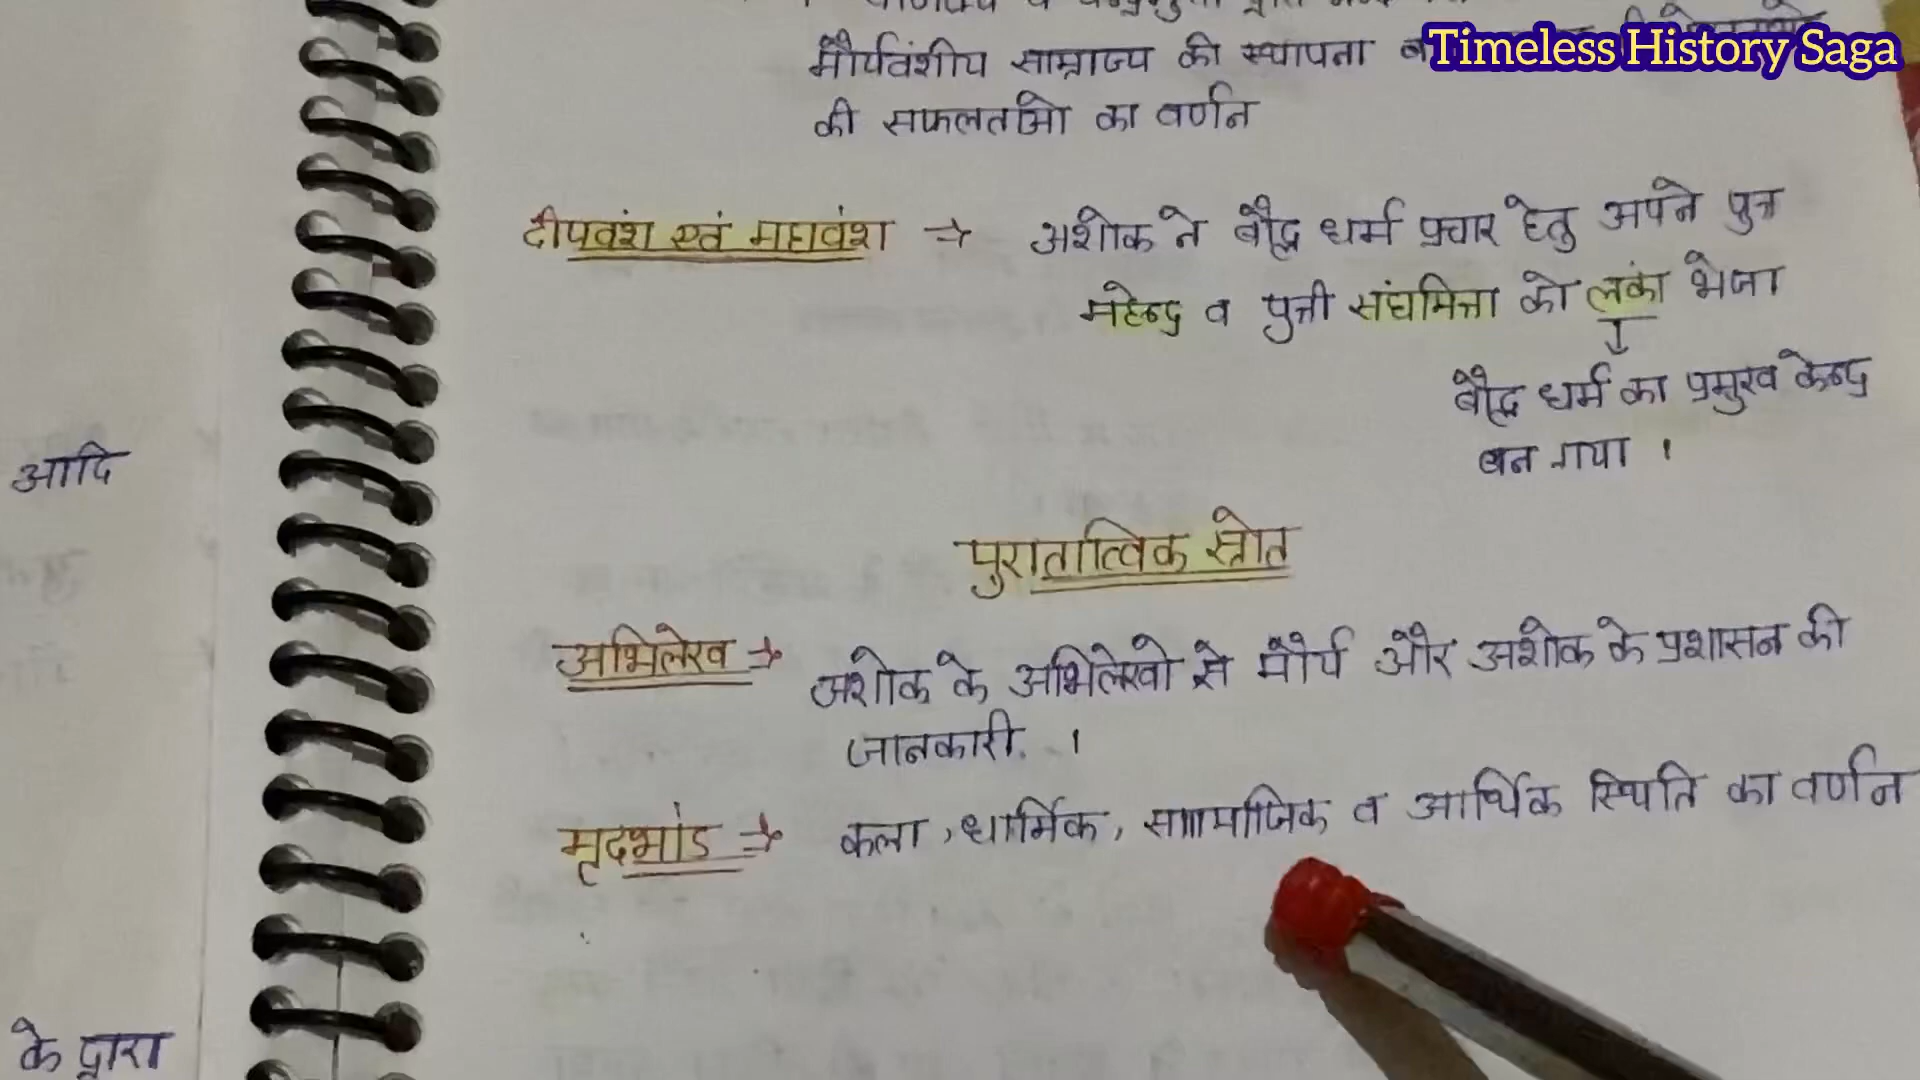 मौर्यवंशीय साम्राज्य की स्थापना
Timeless History Saga
की सफलताओ का वर्णन
दीपवंश एवं महावंश → अशोक ने बौद्ध धर्म प्रचार हेतु अपने पुत्र
महेन्द्र व पुत्री संघमित्ता को लंका भेजा
↓
बौद्ध धर्म का प्रमुख केन्द्र
बन गया ।
आदि
पुरातात्विक स्त्रोत
अभिलेख → अशोक के अभिलेखो से मौर्य और अशोक के प्रशासन की
जानकारी. ।
मृदभांड → कला, धार्मिक, सामाजिक व आर्थिक स्थिति का वर्णन
के द्वारा